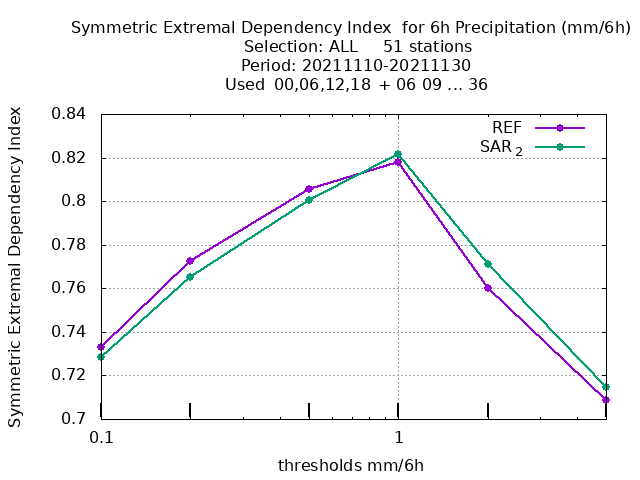 Symmetric Extremal Dependency Index  for 6h Precipitation (mm/6h)
Selection: ALL     51 stations
Period: 20211110-20211130
Used  00,06,12,18  + 06 09 ... 36
REF
SAR 2
Symmetric Extremal Dependency Index
0.84
0.82
0.8
0.78
0.76
0.74
0.72
0.7
0.1
1
thresholds mm/6h